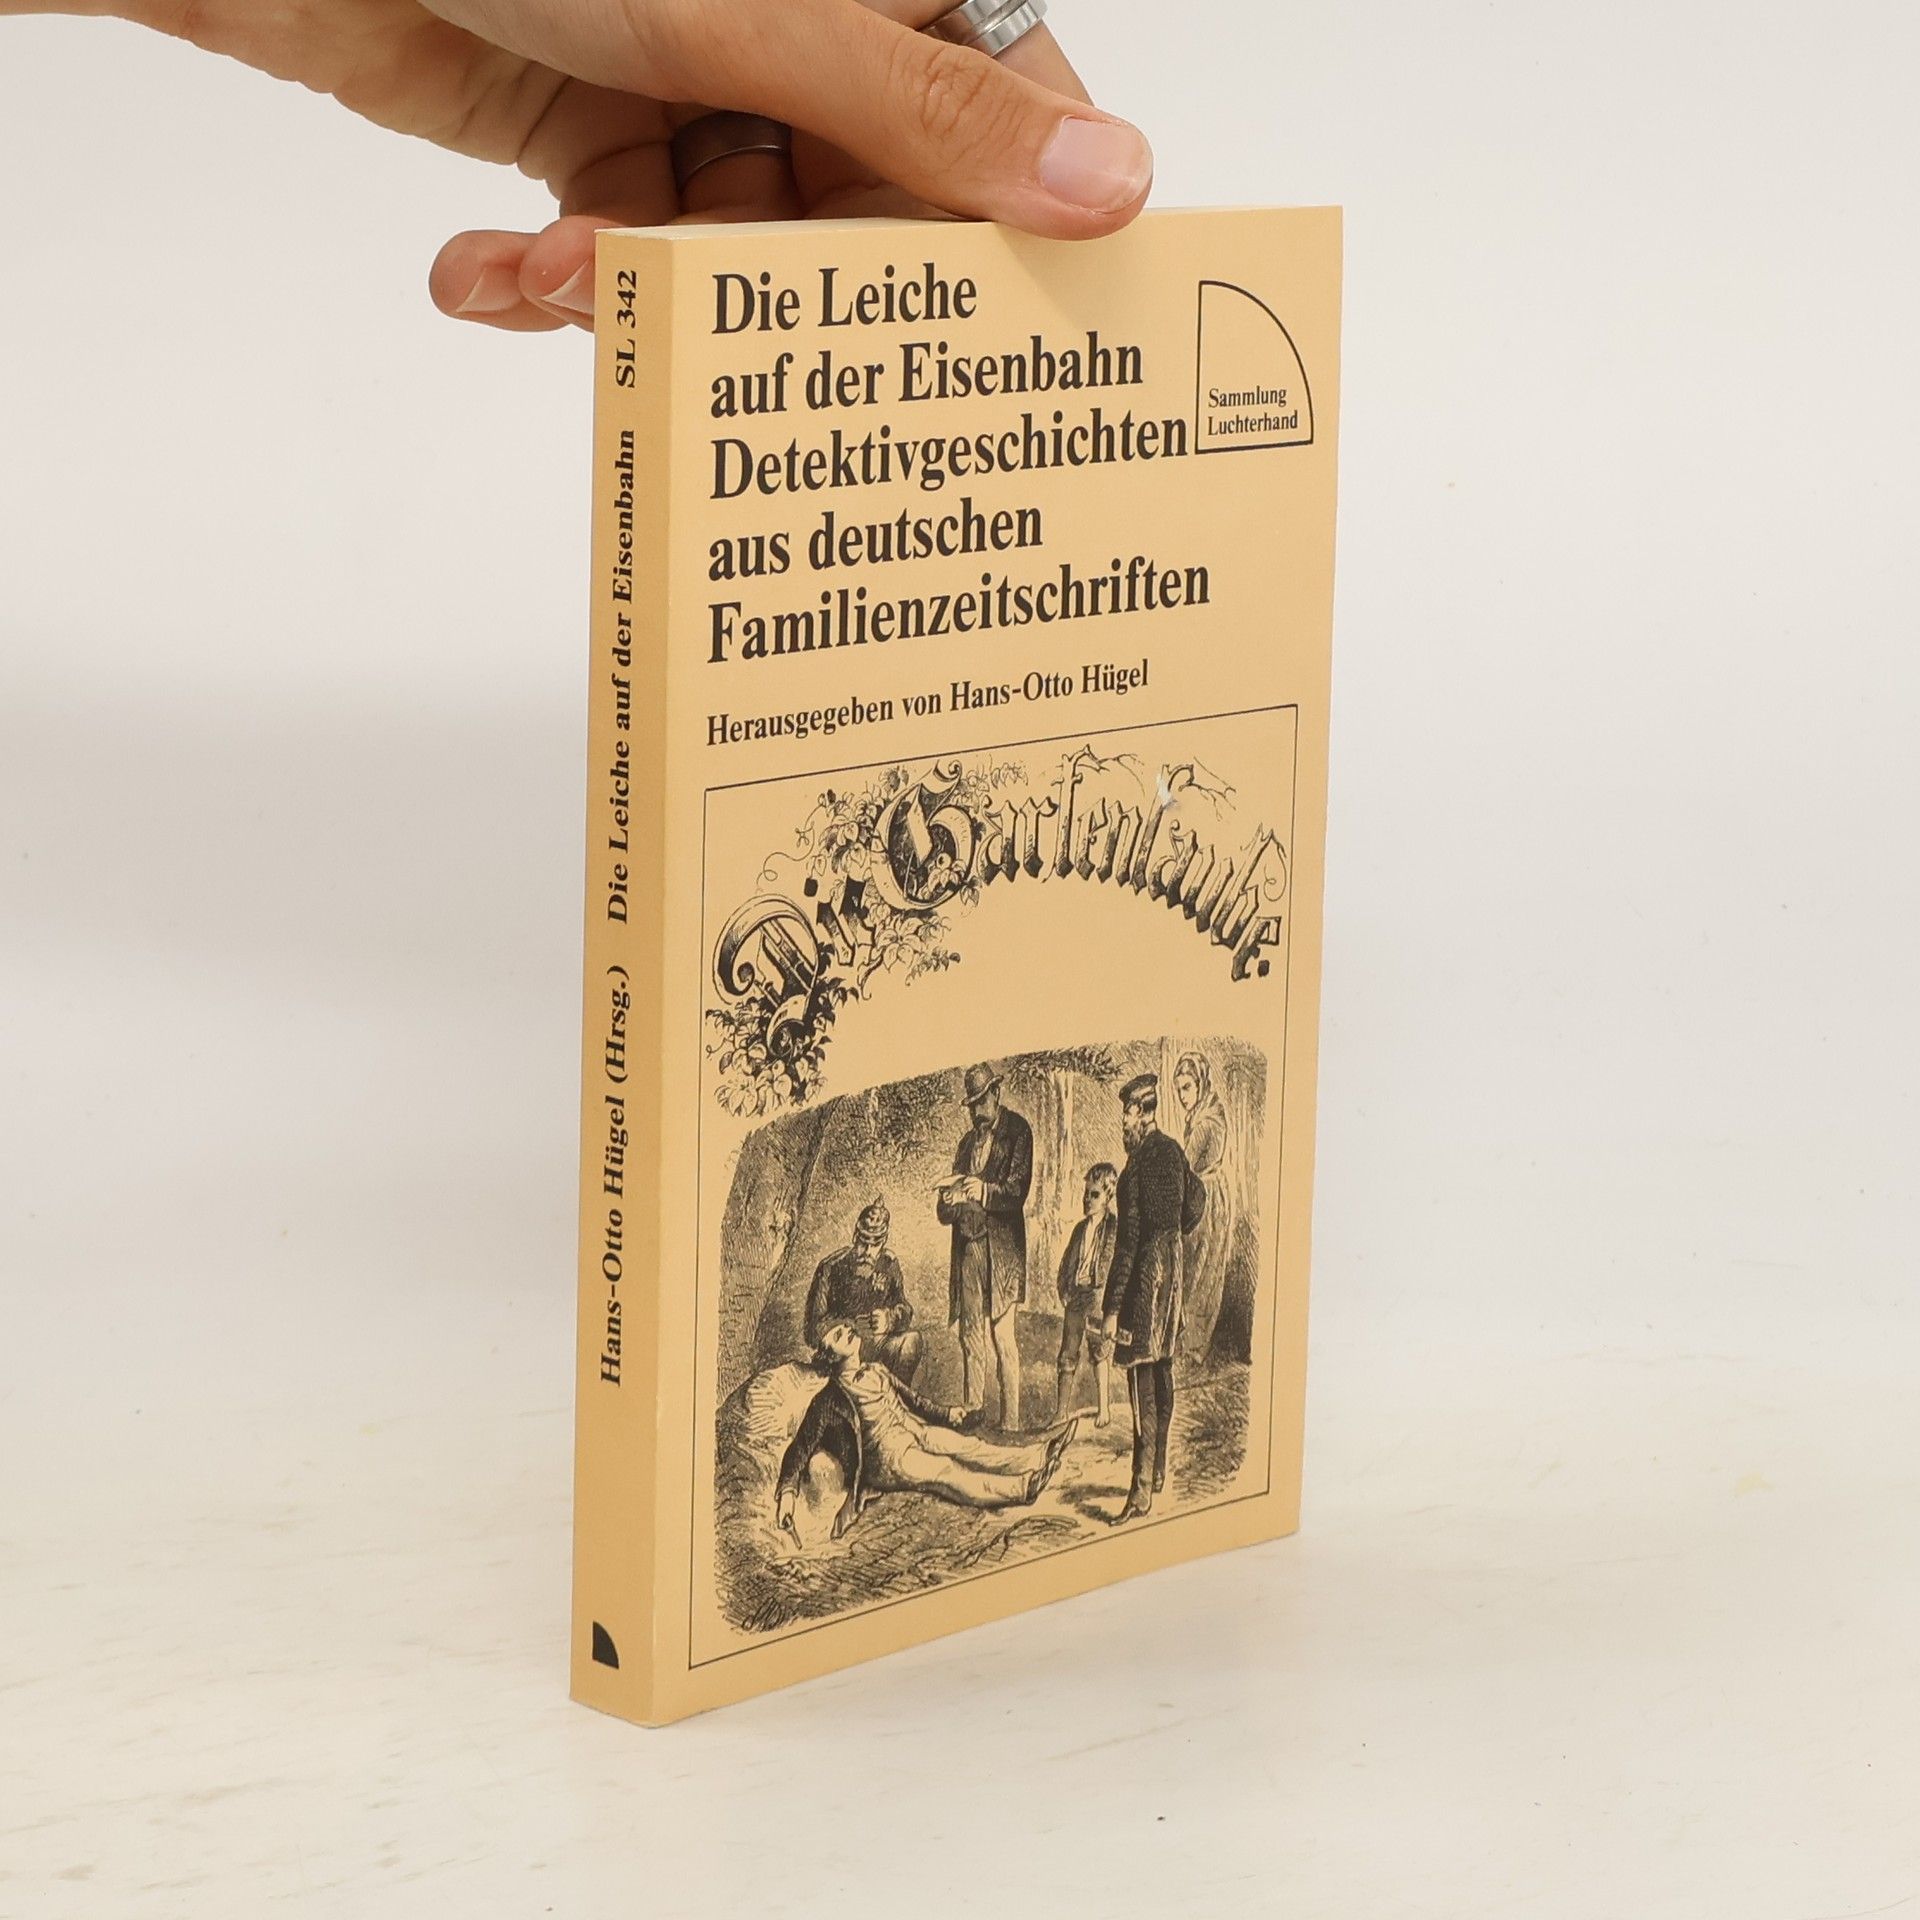 Die Leiche
auf der Eisenbahn
Detektivgeschichten
aus deutschen
Familienzeitschriften
Herausgegeben von Hans-Otto Hügel
Sammlung
Luchterhand
Die Gartenlaube.
Hans-Otto Hügel (Hrsg.) Die Leiche auf der Eisenbahn SL 342